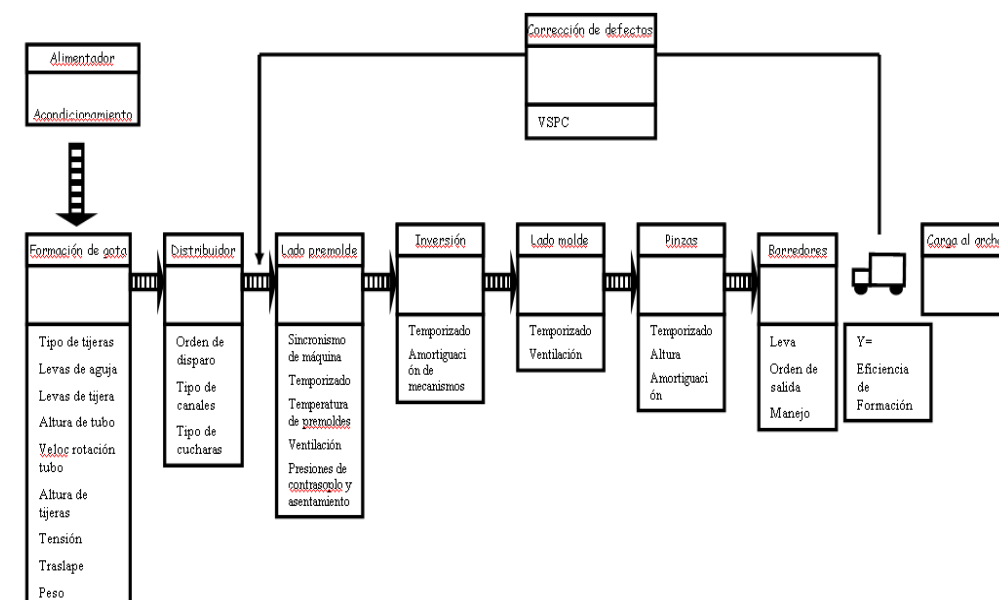 Corrección de defectos
VSPC
Alimentador
Acondicionamiento
Formación de gota
Tipo de tijeras
Levas de aguja
Levas de tijera
Altura de tubo
Veloc rotación
tubo
Altura de
tijeras
Tensión
Traslape
Peso
Distribuidor
Orden de
disparo
Tipo de
canales
Tipo de
cucharas
Lado premolde
Sincronismo
de máquina
Temporizado
Temperatura
de premoldes
Ventilación
Presiones de
contrasoplo y
asentamiento
Inversión
Temporizado
Amortiguaci
ón de
mecanismos
Lado molde
Temporizado
Ventilación
Pinzas
Temporizado
Altura
Amortiguaci
ón
Barredores
Leva
Orden de
salida
Manejo
Y=
Eficiencia
de
Formación
Carga al archa